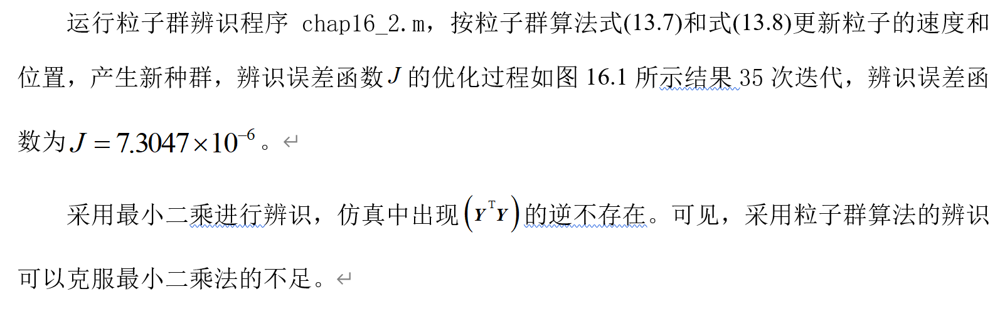 运行粒子群辨识程序 chap16_2.m，按粒子群算法式(13.7)和式(13.8)更新粒子的速度和
位置，产生新种群，辨识误差函数 J 的优化过程如图 16.1 所示结果 35 次迭代，辨识误差函
数为 J = 7.3047×10⁻⁶。↵
采用最小二乘进行辨识，仿真中出现(YᵀY)的逆不存在。可见，采用粒子群算法的辨识
可以克服最小二乘法的不足。↵